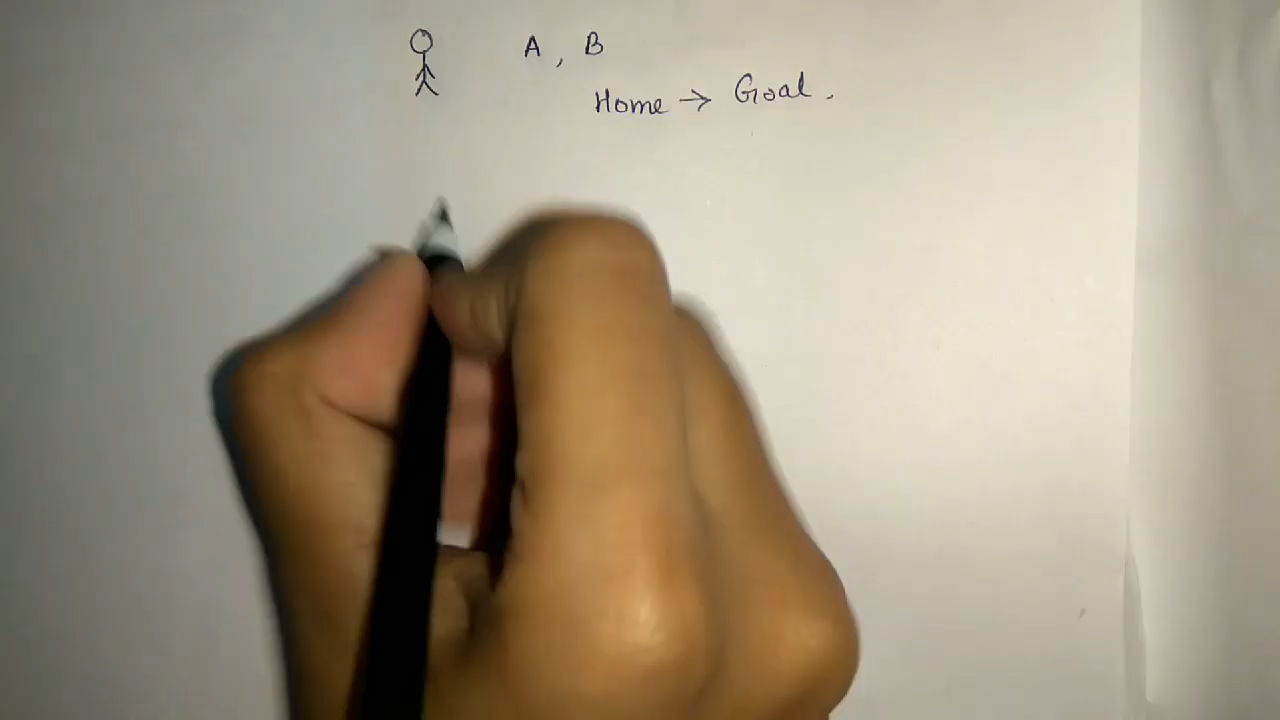 A , B
Home → Goal .